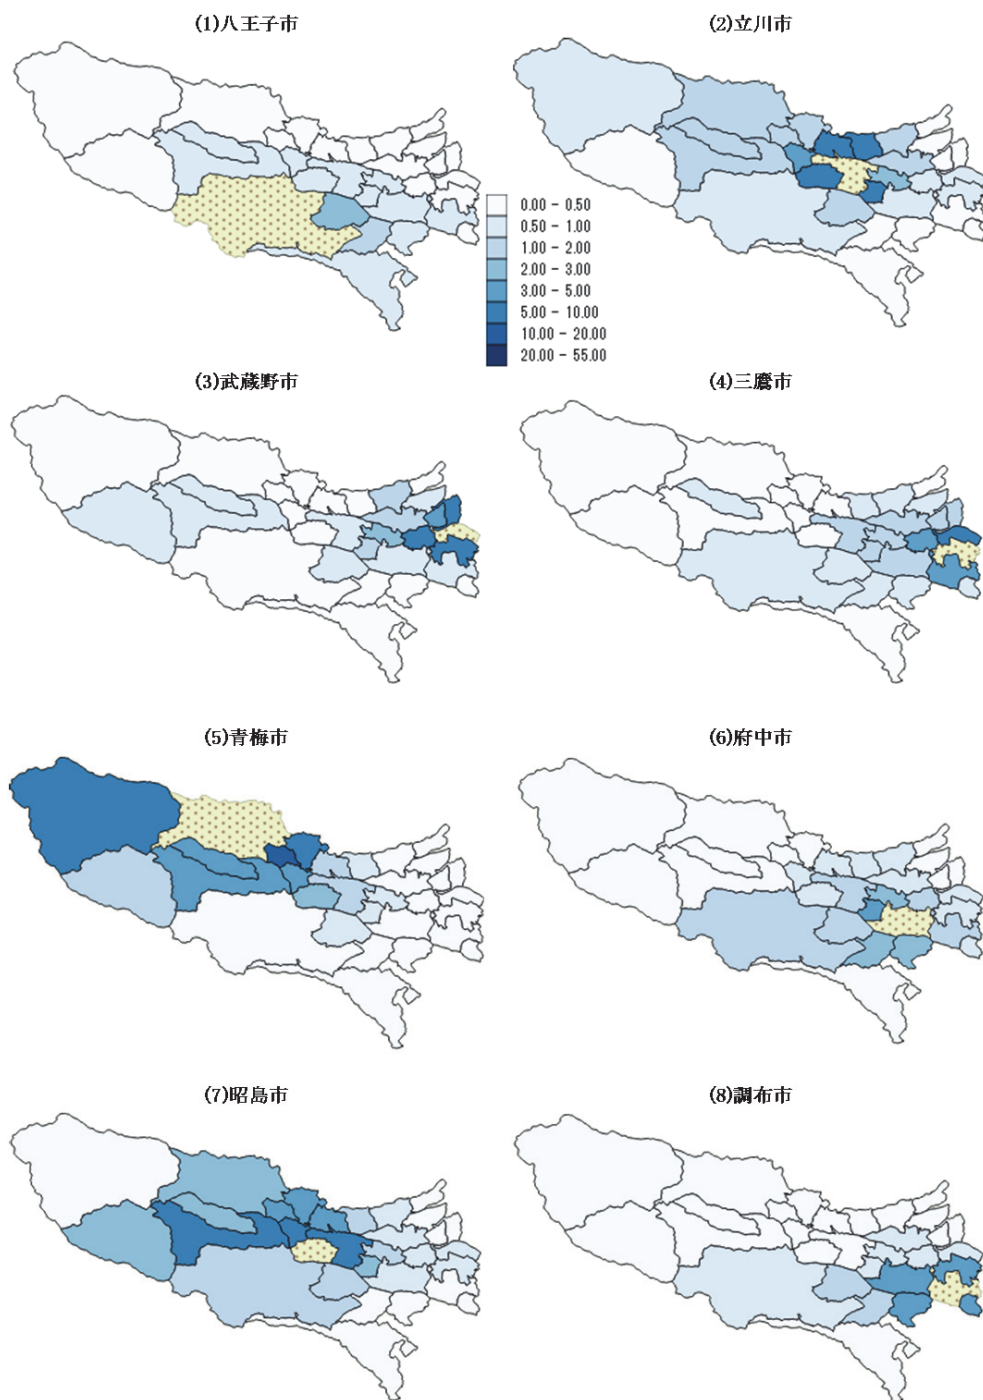 (1)八王子市
(2)立川市
0.00 - 0.50
0.50 - 1.00
1.00 - 2.00
2.00 - 3.00
3.00 - 5.00
5.00 - 10.00
10.00 - 20.00
20.00 - 55.00
(3)武蔵野市
(4)三鷹市
(5)青梅市
(6)府中市
(7)昭島市
(8)調布市